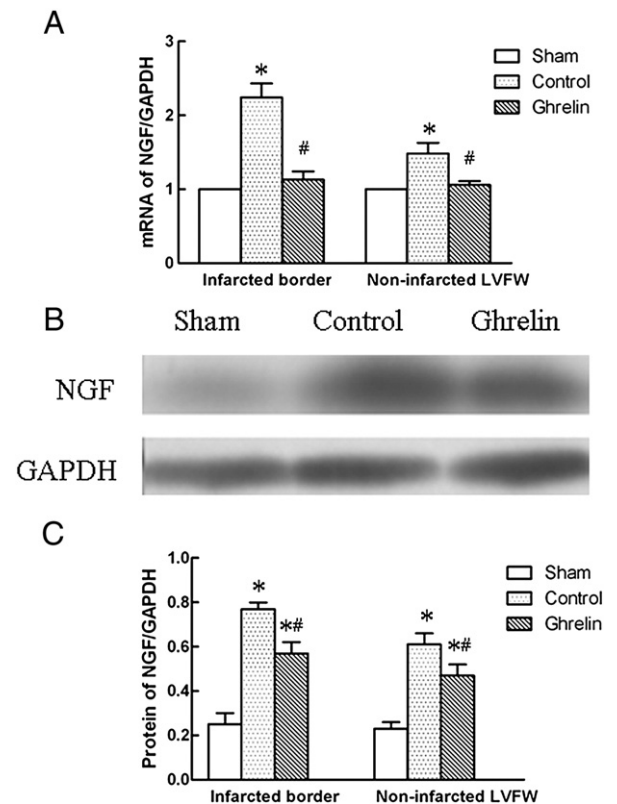 A
3
2
1
0
mRNA of NGF/GAPDH
*
#
*
#
Sham
Control
Ghrelin
Infarcted border
Non-infarcted LVFW
B
Sham Control Ghrelin
NGF
GAPDH
C
1.0
0.8
0.6
0.4
0.2
0.0
Protein of NGF/GAPDH
*
*#
*
*#
Sham
Control
Ghrelin
Infarcted border
Non-infarcted LVFW